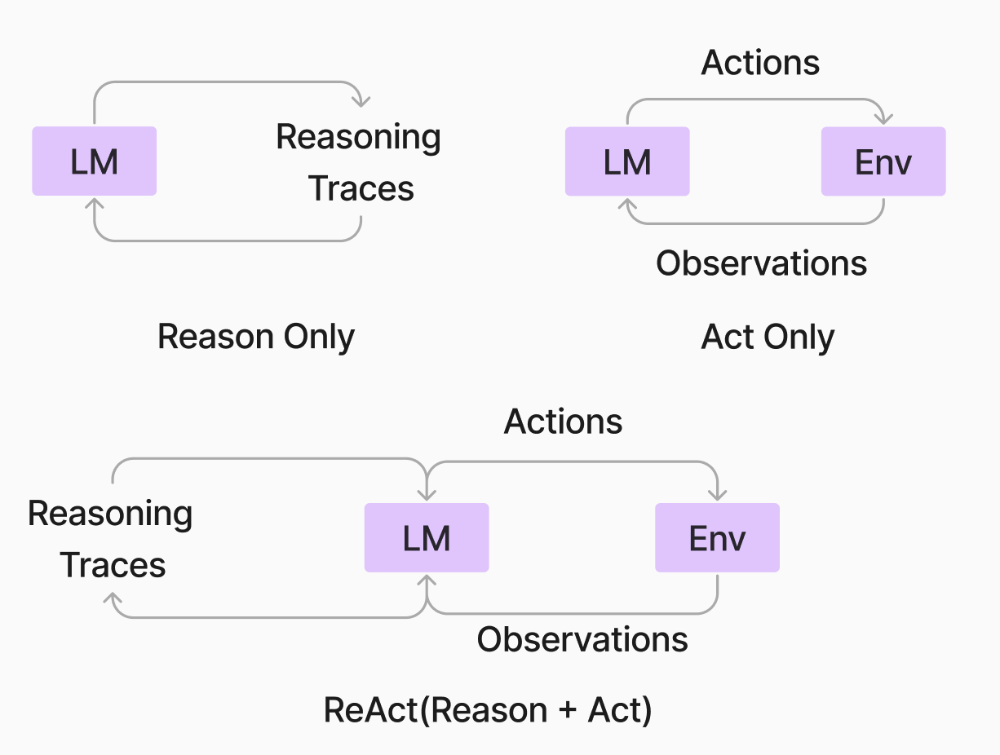 Actions
LM
Reasoning
Traces
LM
Env
Observations
Reason Only
Act Only
Actions
Reasoning
Traces
LM
Env
Observations
ReAct(Reason + Act)